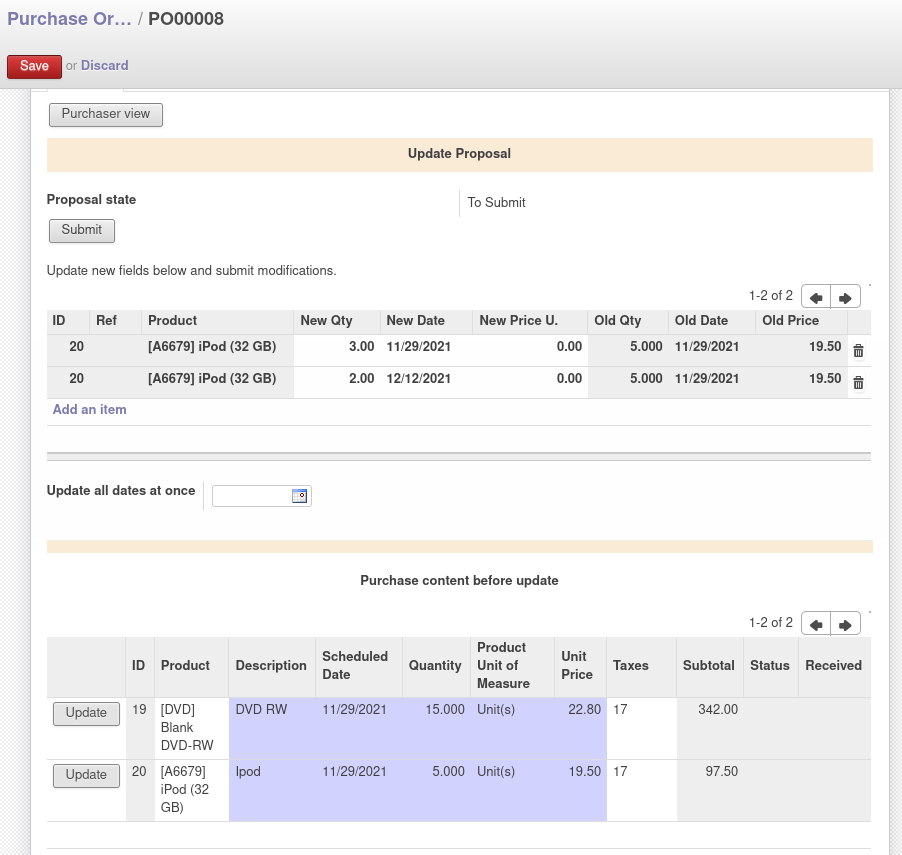 Purchase Or... / PO00008
Save or Discard
Purchaser view
Update Proposal
Proposal state To Submit
Submit
Update new fields below and submit modifications.
1-2 of 2
ID Ref Product New Qty New Date New Price U. Old Qty Old Date Old Price
20 [A6679] iPod (32 GB) 3.00 11/29/2021 0.00 5.000 11/29/2021 19.50
20 [A6679] iPod (32 GB) 2.00 12/12/2021 0.00 5.000 11/29/2021 19.50
Add an item
Update all dates at once
Purchase content before update
1-2 of 2
ID Product Description Scheduled Date Quantity Product Unit of Measure Unit Price Taxes Subtotal Status Received
Update 19 [DVD] Blank DVD-RW DVD RW 11/29/2021 15.000 Unit(s) 22.80 17 342.00
Update 20 [A6679] iPod (32 GB) Ipod 11/29/2021 5.000 Unit(s) 19.50 17 97.50